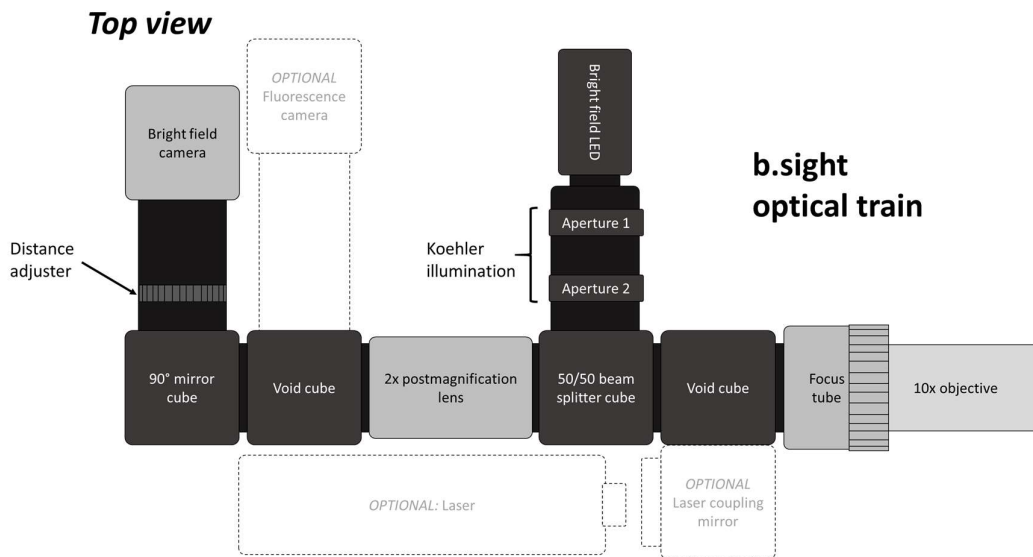 Top view
OPTIONAL
Fluorescence
camera
Bright field
camera
Bright field LED
b.sight
optical train
Aperture 1
Koehler
illumination
Aperture 2
Distance
adjuster
90° mirror
cube
Void cube
2x postmagnification
lens
50/50 beam
splitter cube
Void cube
Focus
tube
10x objective
OPTIONAL: Laser
OPTIONAL
Laser coupling
mirror